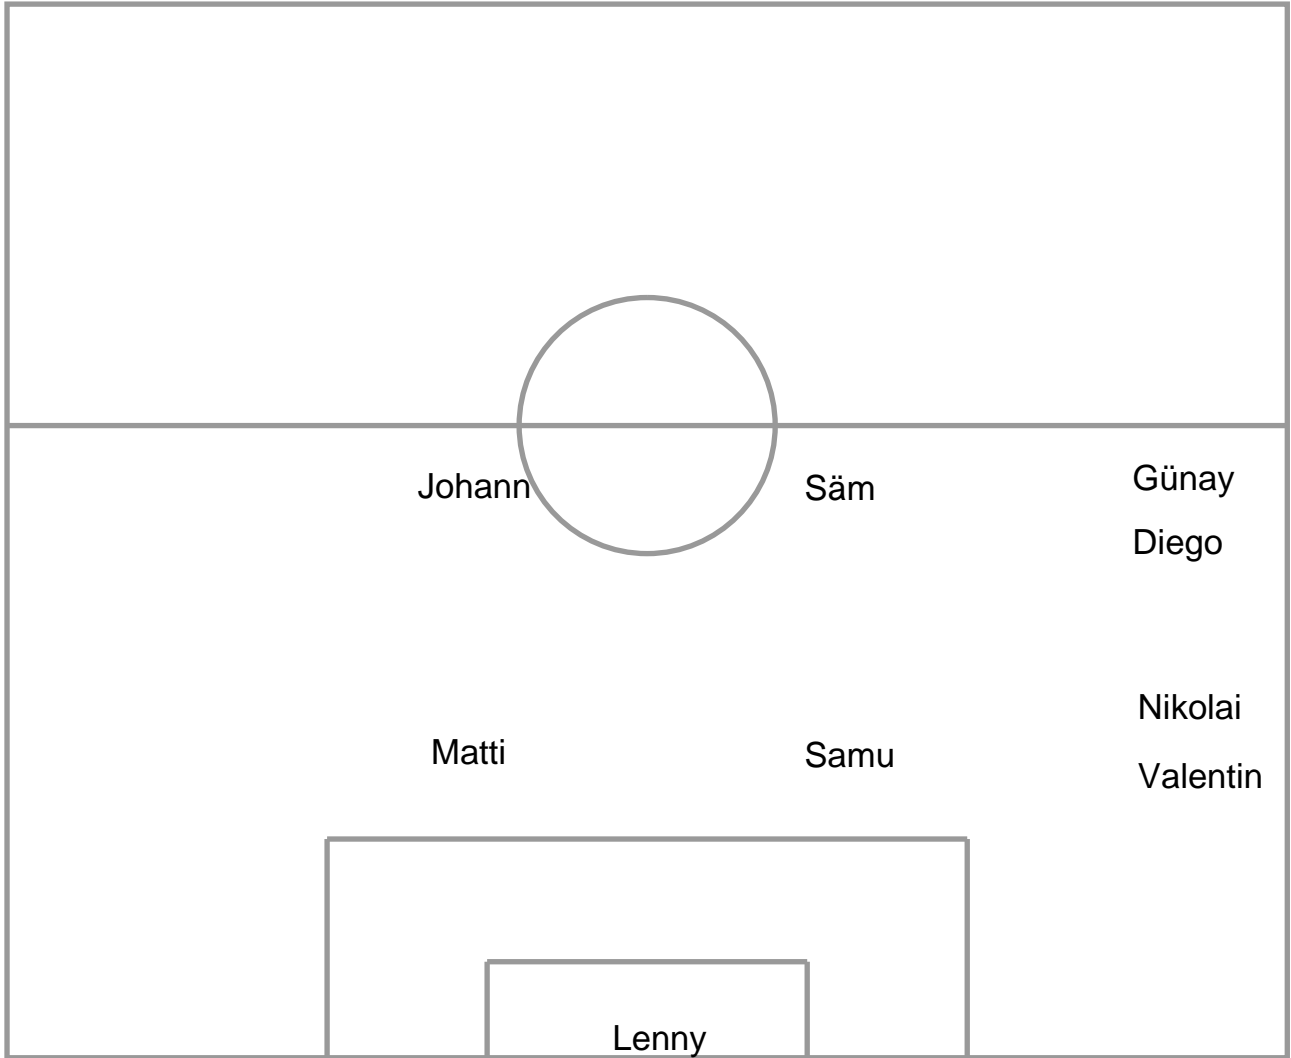 Johann
Säm
Günay
Diego
Nikolai
Matti
Samu
Valentin
Lenny